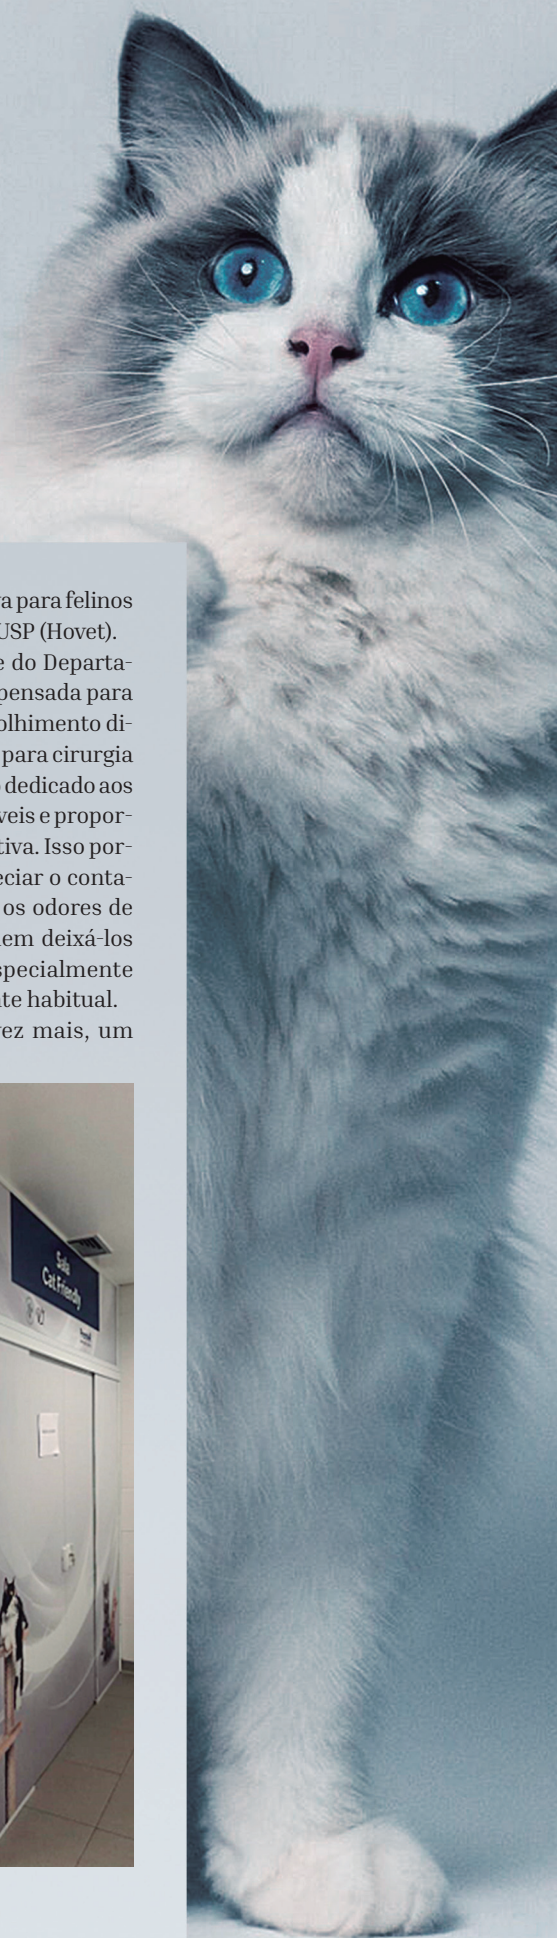 a para felinos
USP (Hovet).
e do Departa-
pensada para
olhimento di-
para cirurgia
dedicado aos
veis e propor-
tiva. Isso por-
eciar o conta-
os odores de
em deixá-los
specialmente
te habitual.
ez mais, um
Sala
Cat Friendly